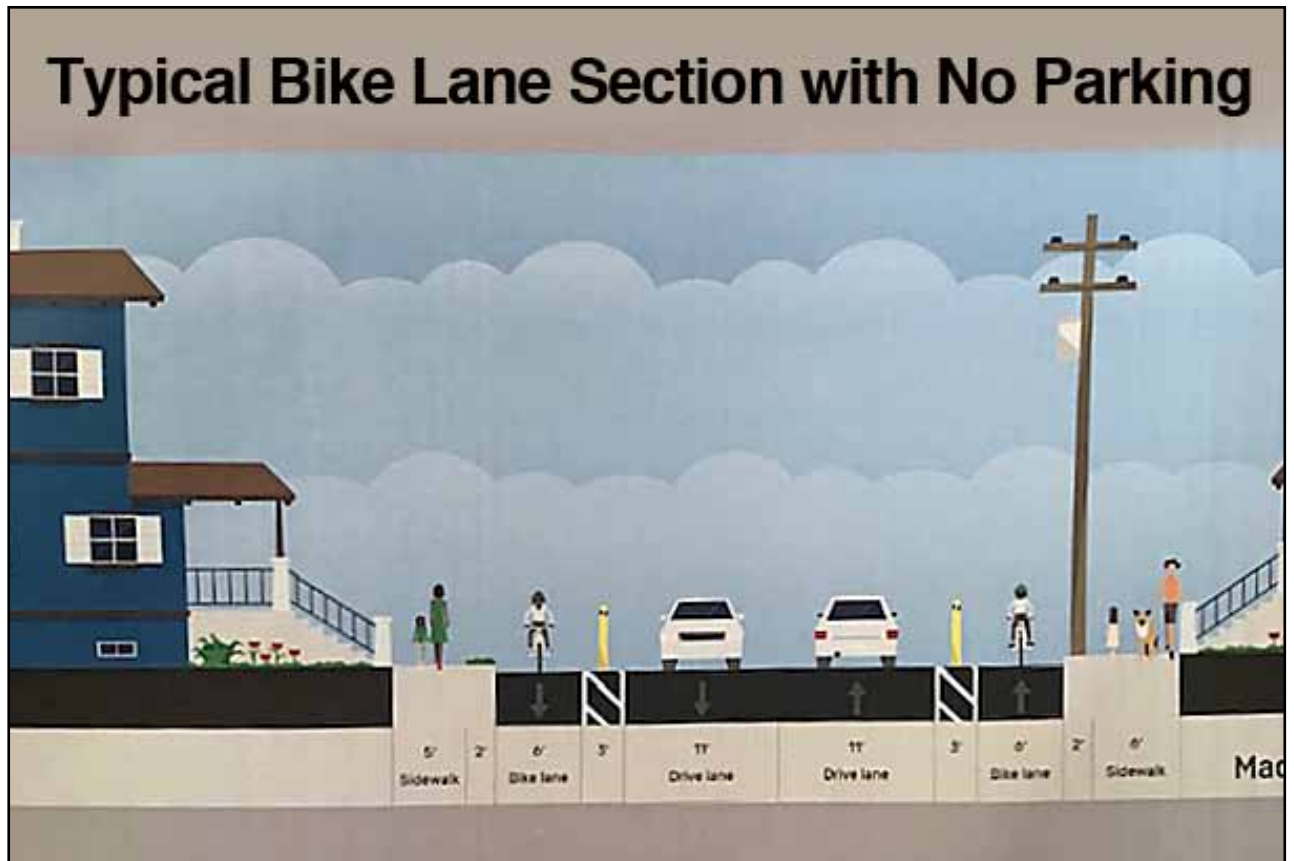 Typical Bike Lane Section with No Parking
5' 2' 6' 3' 11' 11' 3' 6' 2' 6'
Sidewalk Bike lane Drive lane Drive lane Bike lane Sidewalk
Mad